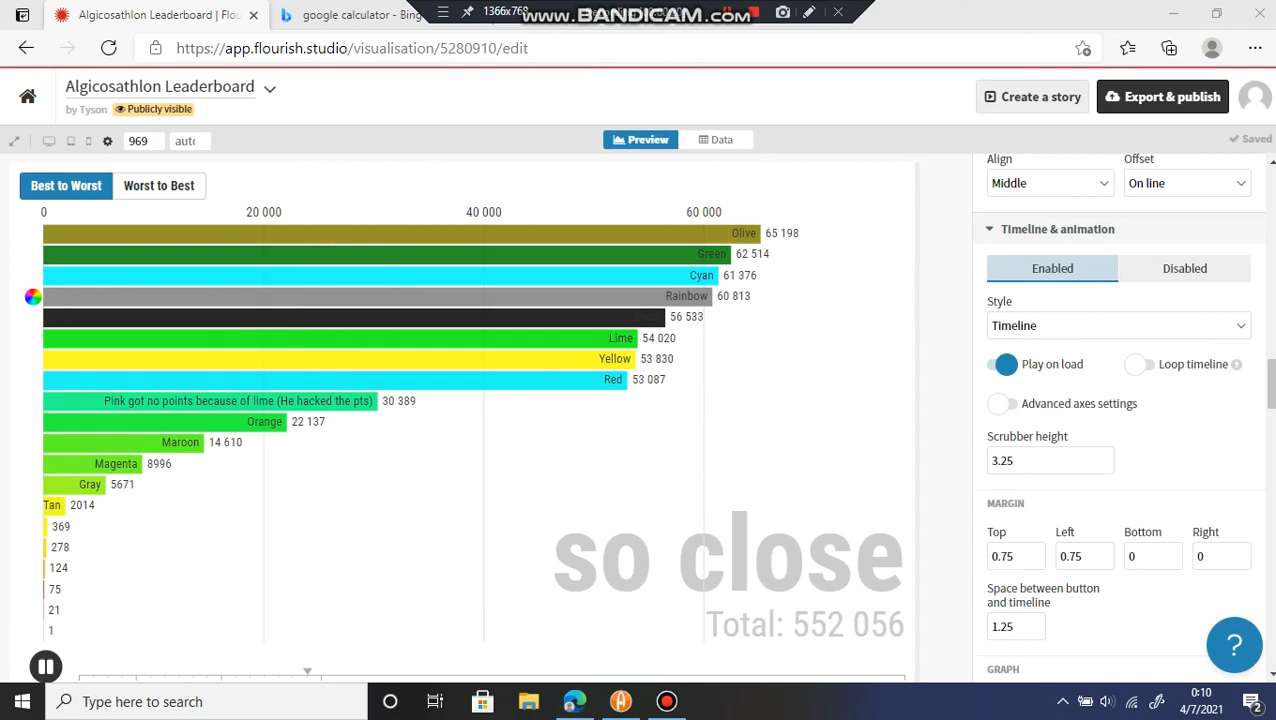 Algicosathlon Leaderboard | Flou
google calculator - Bing
1366x768
www.BANDICAM.com
https://app.flourish.studio/visualisation/5280910/edit
Algicosathlon Leaderboard
by Tyson Publicly visible
Create a story
Export & publish
969
auto
Preview
Data
Saved
Best to Worst
Worst to Best
0 20 000 40 000 60 000
Olive 65 198
Green 62 514
Cyan 61 376
Rainbow 60 813
56 533
Lime 54 020
Yellow 53 830
Red 53 087
Pink got no points because of lime (He hacked the pts) 30 389
Orange 22 137
Maroon 14 610
Magenta 8996
Gray 5671
Tan 2014
369
278
124
75
21
1
so close
Total: 552 056
Align Offset
Middle On line
Timeline & animation
Enabled Disabled
Style
Timeline
Play on load Loop timeline ?
Advanced axes settings
Scrubber height
3.25
MARGIN
Top Left Bottom Right
0.75 0.75 0 0
Space between button
and timeline
1.25
GRAPH
?
Type here to search
0:10
4/7/2021
2